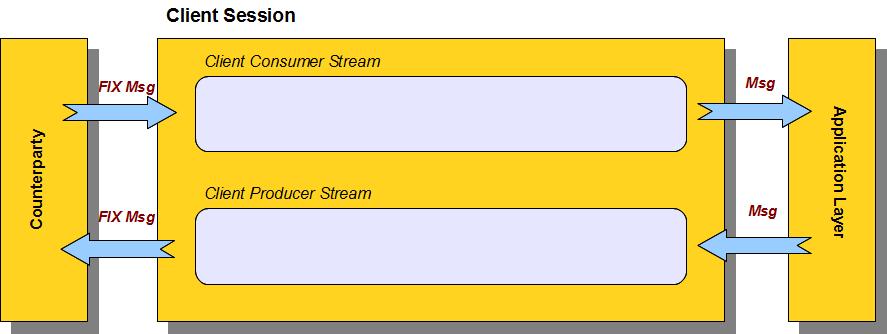 Client Session
Client Consumer Stream
FIX Msg
Msg
Counterparty
Application Layer
Client Producer Stream
FIX Msg
Msg